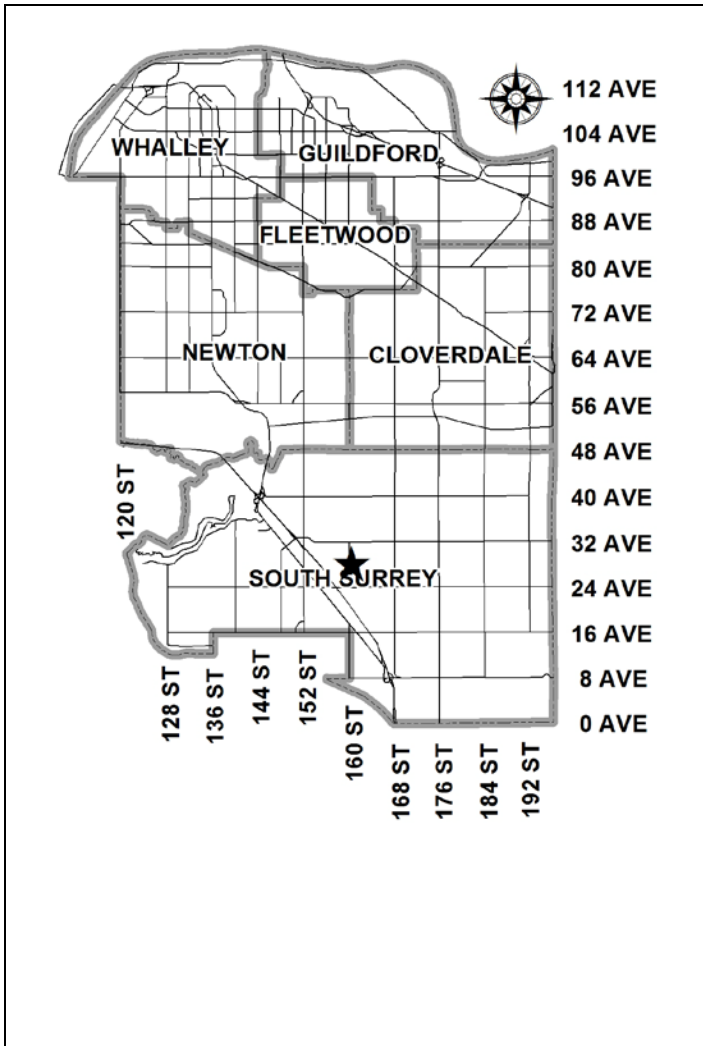 112 AVE
104 AVE
WHALLEY
GUILDFORD
96 AVE
88 AVE
FLEETWOOD
80 AVE
72 AVE
NEWTON
CLOVERDALE
64 AVE
56 AVE
48 AVE
120 ST
40 AVE
32 AVE
SOUTH SURREY
24 AVE
16 AVE
8 AVE
0 AVE
128 ST
136 ST
144 ST
152 ST
160 ST
168 ST
176 ST
184 ST
192 ST